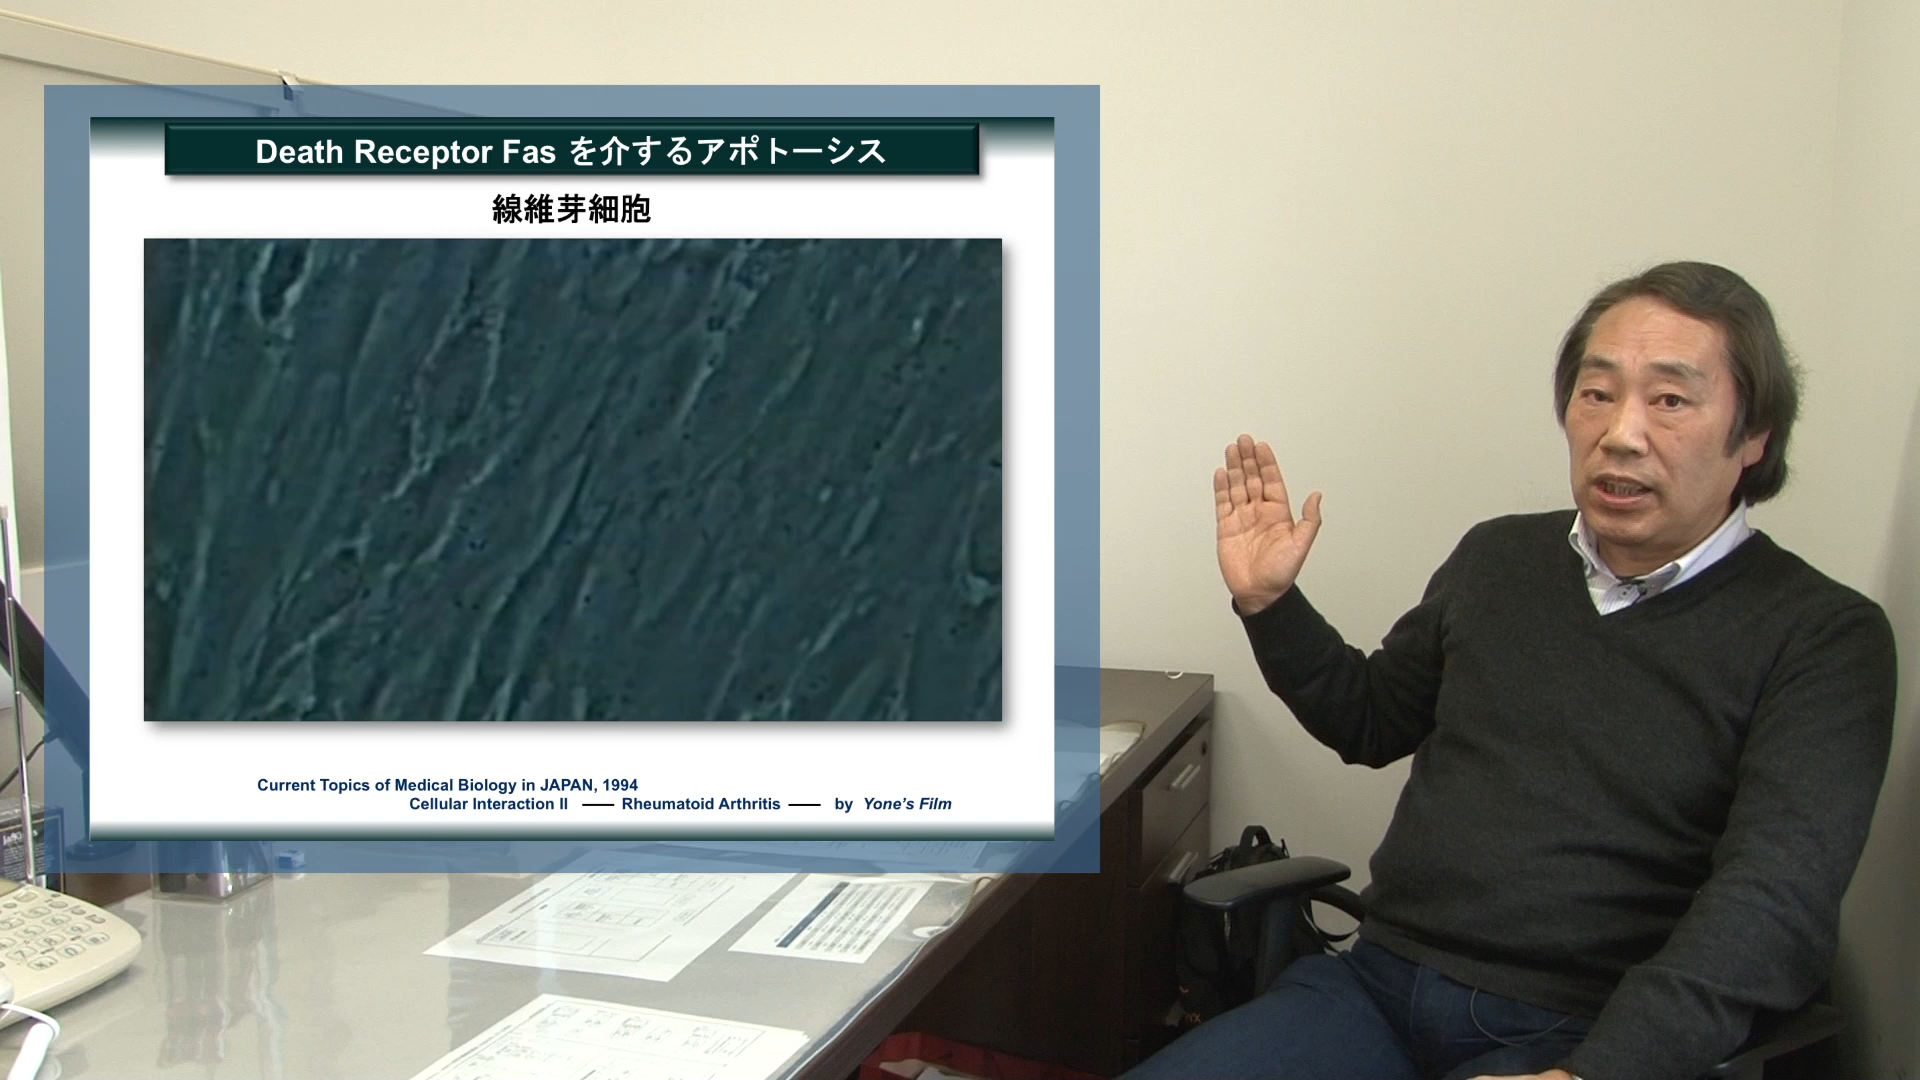 Death Receptor Fas を介するアポトーシス
線維芽細胞
Current Topics of Medical Biology in JAPAN, 1994
Cellular Interaction II —— Rheumatoid Arthritis —— by Yone's Film